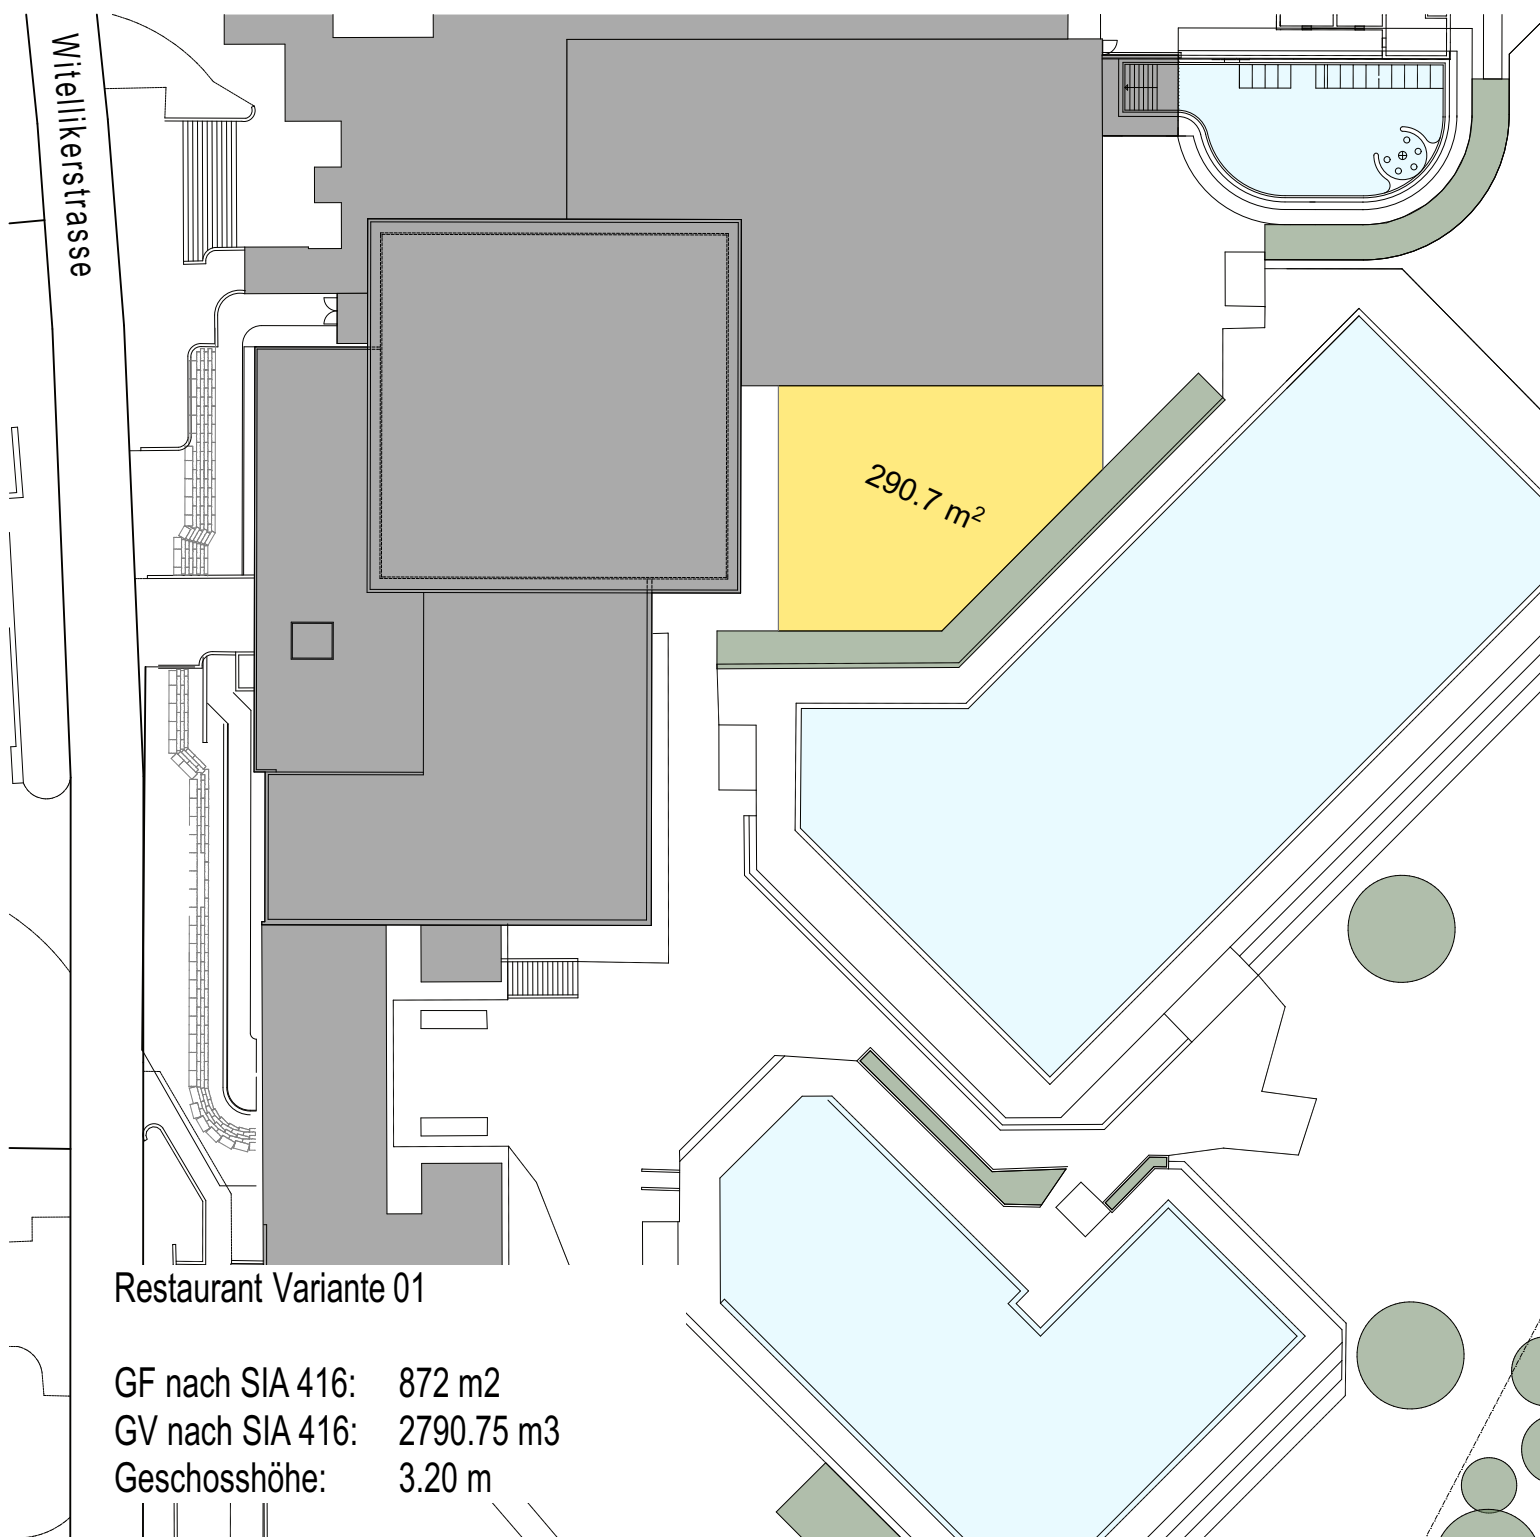 Witellikerstrasse
290.7 m²
Restaurant Variante 01
GF nach SIA 416: 872 m2
GV nach SIA 416: 2790.75 m3
Geschosshöhe: 3.20 m